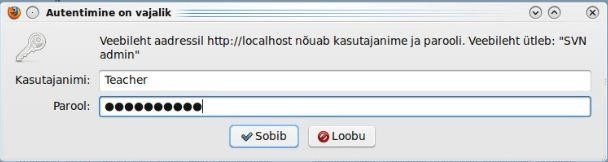 Autentimine on vajalik
Veebileht aadressil http://localhost nõuab kasutajanime ja parooli. Veebileht ütleb: "SVN
admin"
Kasutajanimi: Teacher
Parool: ●●●●●●●●●●
Sobib Loobu